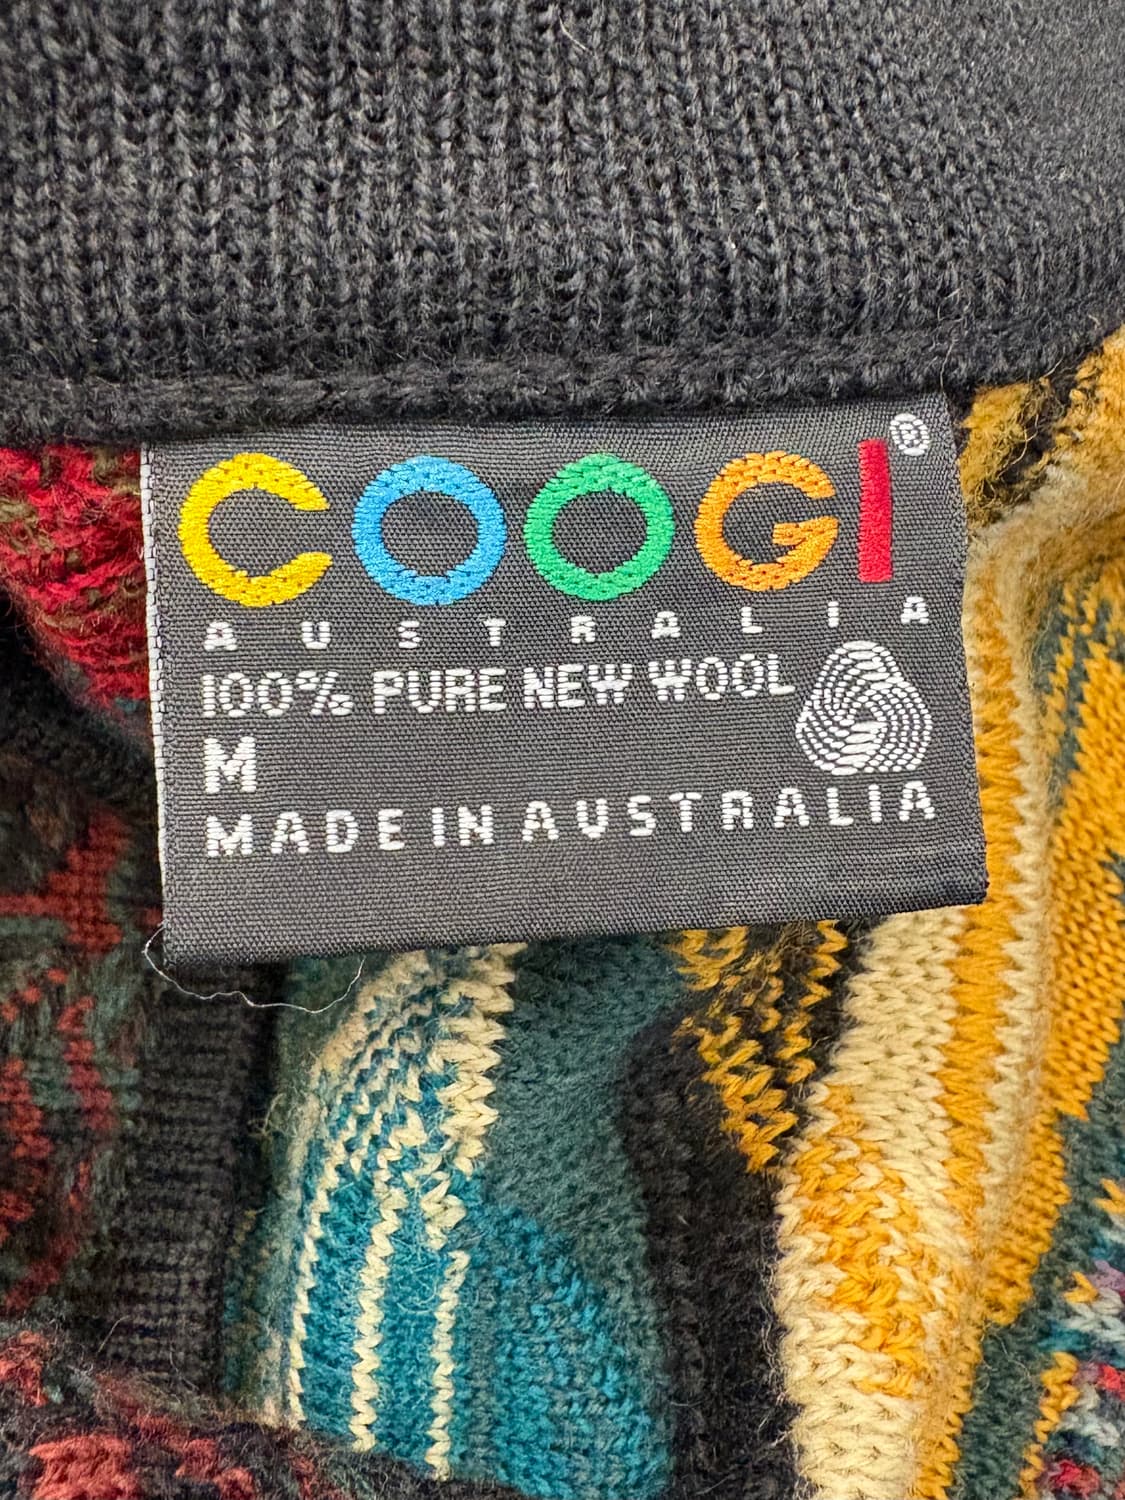 COOGI®
AUSTRALIA
100% PURE NEW WOOL
M
MADE IN AUSTRALIA